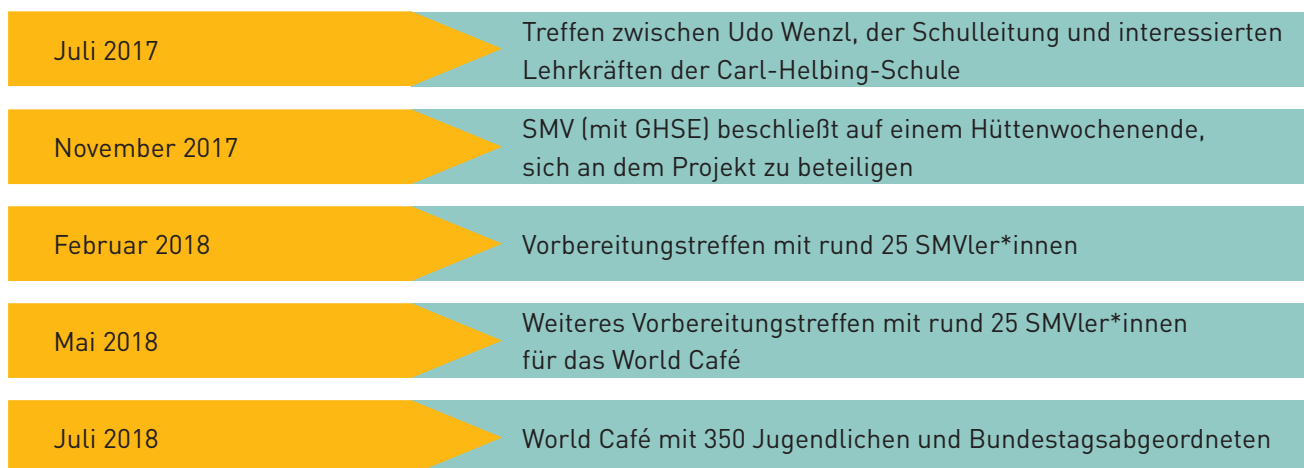 Juli 2017
Treffen zwischen Udo Wenzl, der Schulleitung und interessierten
Lehrkräften der Carl-Helbing-Schule
November 2017
SMV (mit GHSE) beschließt auf einem Hüttenwochenende,
sich an dem Projekt zu beteiligen
Februar 2018
Vorbereitungstreffen mit rund 25 SMVler*innen
Mai 2018
Weiteres Vorbereitungstreffen mit rund 25 SMVler*innen
für das World Café
Juli 2018
World Café mit 350 Jugendlichen und Bundestagsabgeordneten